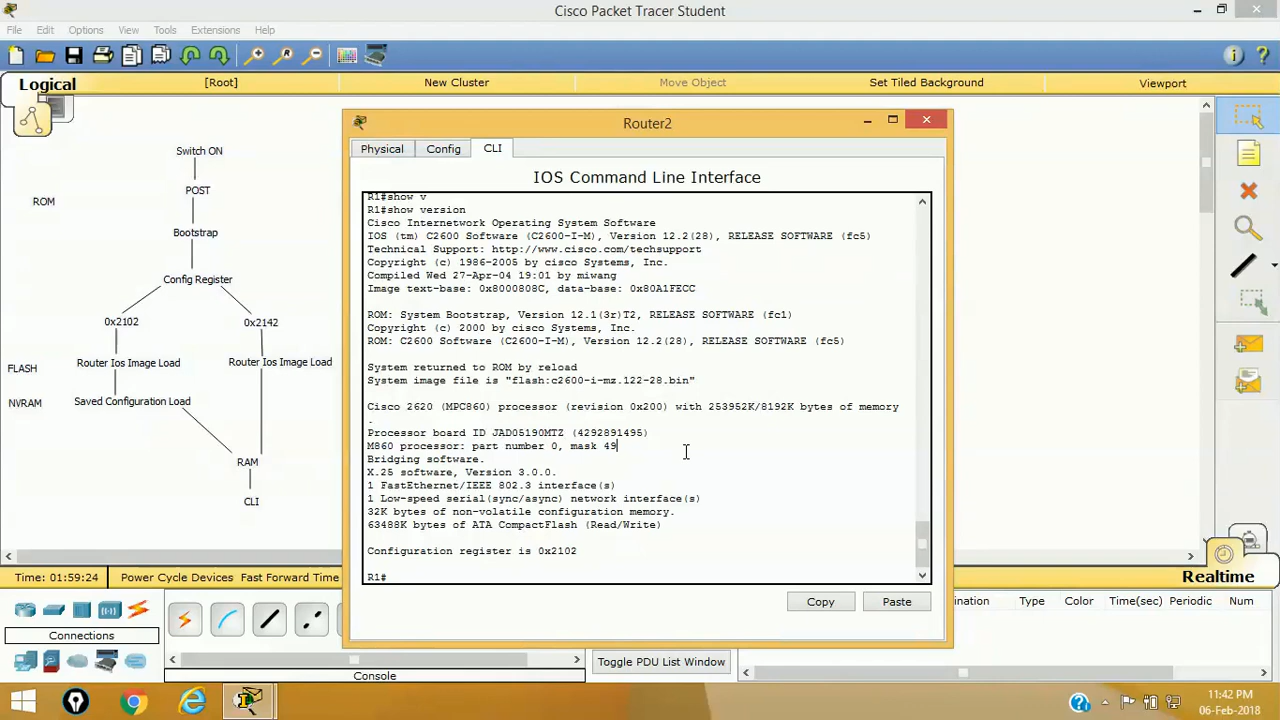 Cisco Packet Tracer Student
File Edit Options View Tools Extensions Help
Logical
[Root]
New Cluster
Move Object
Set Tiled Background
Viewport
Switch ON
POST
ROM
Bootstrap
Config Register
0x2102
0x2142
Router Ios Image Load
Router Ios Image Load
FLASH
NVRAM
Saved Configuration Load
RAM
CLI
Router2
Physical Config CLI
IOS Command Line Interface
R1#show v
R1#show version
Cisco Internetwork Operating System Software
IOS (tm) C2600 Software (C2600-I-M), Version 12.2(28), RELEASE SOFTWARE (fc5)
Technical Support: http://www.cisco.com/techsupport
Copyright (c) 1986-2005 by cisco Systems, Inc.
Compiled Wed 27-Apr-04 19:01 by miwang
Image text-base: 0x8000808C, data-base: 0x80A1FECC
ROM: System Bootstrap, Version 12.1(3r)T2, RELEASE SOFTWARE (fc1)
Copyright (c) 2000 by cisco Systems, Inc.
ROM: C2600 Software (C2600-I-M), Version 12.2(28), RELEASE SOFTWARE (fc5)
System returned to ROM by reload
System image file is "flash:c2600-i-mz.122-28.bin"
Cisco 2620 (MPC860) processor (revision 0x200) with 253952K/8192K bytes of memory
.
Processor board ID JAD05190MTZ (4292891495)
M860 processor: part number 0, mask 49
Bridging software.
X.25 software, Version 3.0.0.
1 FastEthernet/IEEE 802.3 interface(s)
1 Low-speed serial(sync/async) network interface(s)
32K bytes of non-volatile configuration memory.
63488K bytes of ATA CompactFlash (Read/Write)
Configuration register is 0x2102
R1#
Copy
Paste
Time: 01:59:24 Power Cycle Devices Fast Forward Time
Realtime
Connections
Console
Toggle PDU List Window
ination Type Color Time(sec) Periodic Num
11:42 PM
06-Feb-2018